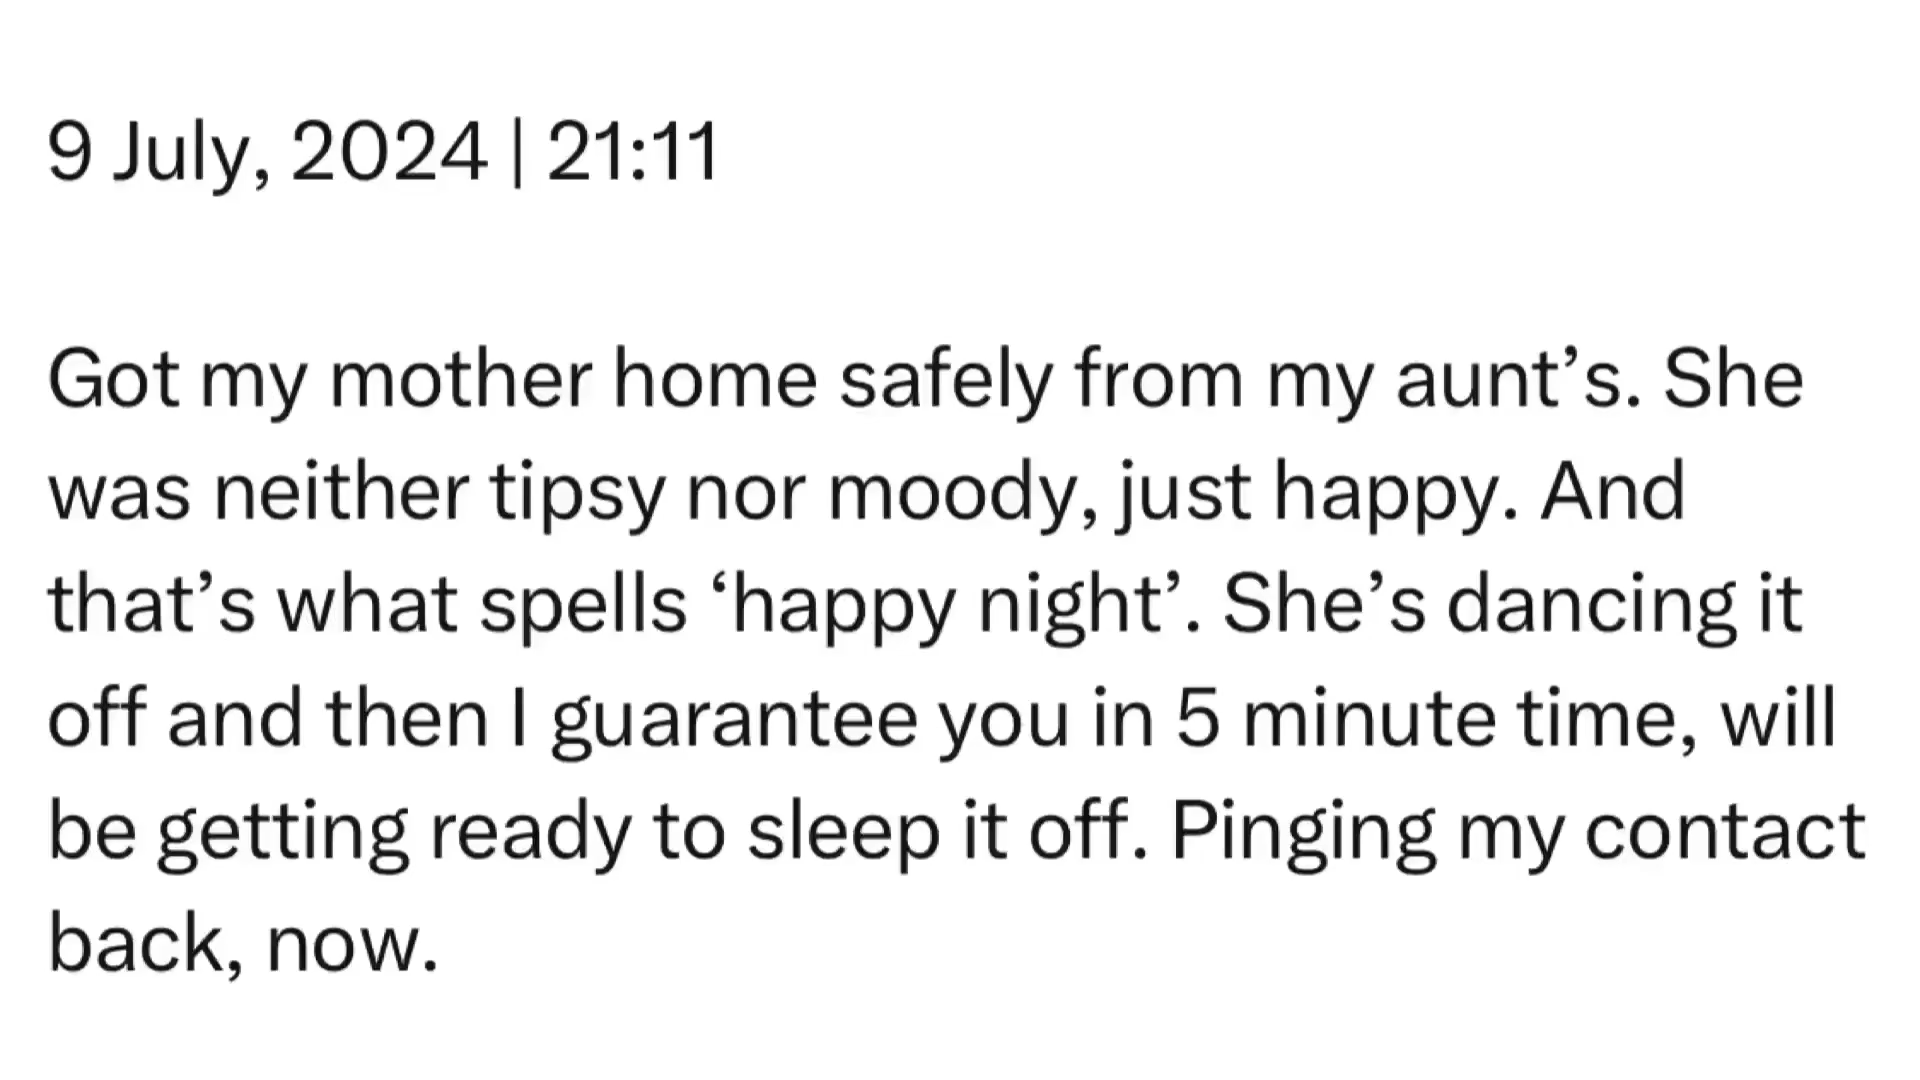 9 July, 2024 | 21:11
Got my mother home safely from my aunt’s. She
was neither tipsy nor moody, just happy. And
that’s what spells ‘happy night’. She’s dancing it
off and then I guarantee you in 5 minute time, will
be getting ready to sleep it off. Pinging my contact
back, now.